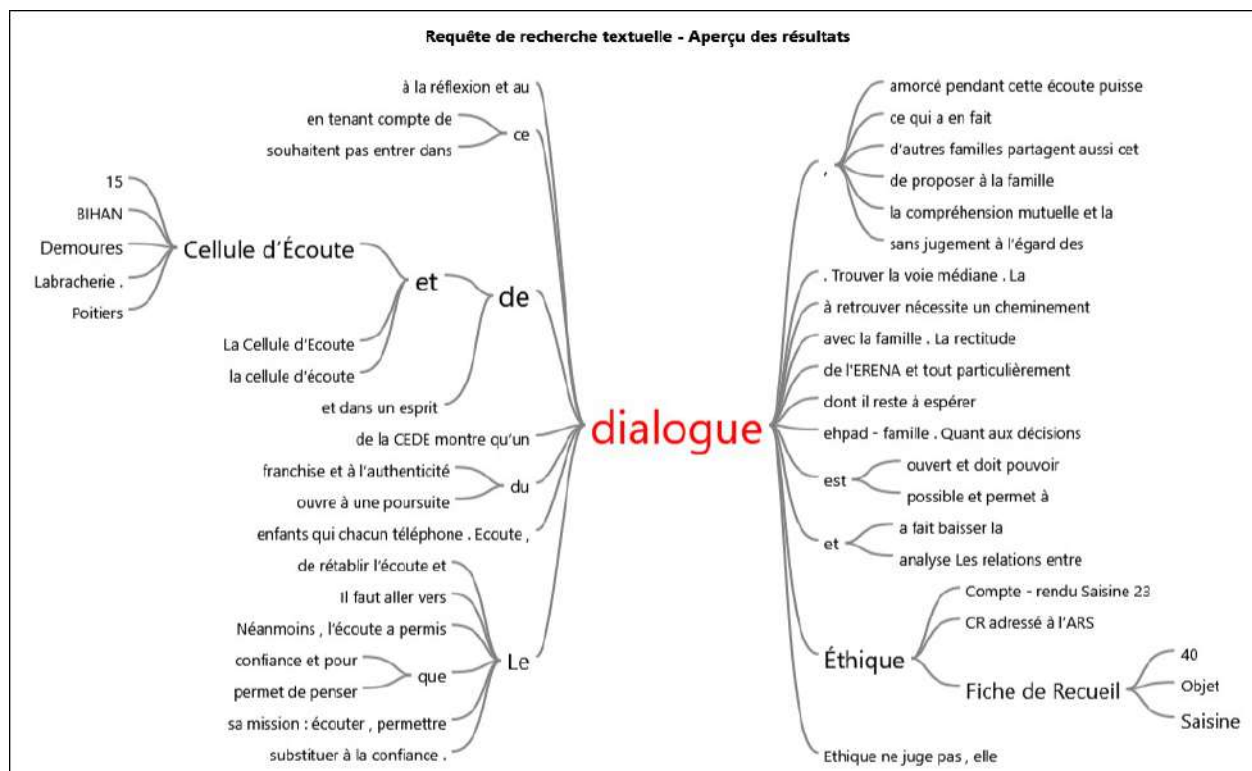 Requête de recherche textuelle - Aperçu des résultats
à la réflexion et au
en tenant compte de
souhaitent pas entrer dans
ce
15
BIHAN
Demoures
Labracherie .
Poitiers
Cellule d'Écoute
La Cellule d'Ecoute
la cellule d'écoute
et
et dans un esprit
de
de la CEDE montre qu'un
franchise et à l'authenticité
ouvre à une poursuite
du
enfants qui chacun téléphone . Ecoute ,
de rétablir l'écoute et
Il faut aller vers
Néanmoins , l'écoute a permis
confiance et pour
permet de penser
que
sa mission : écouter , permettre
substituer à la confiance .
Le
dialogue
,
amorcé pendant cette écoute puisse
ce qui a en fait
d'autres familles partagent aussi cet
de proposer à la famille
la compréhension mutuelle et la
sans jugement à l'égard des
. Trouver la voie médiane . La
à retrouver nécessite un cheminement
avec la famille . La rectitude
de l'ERENA et tout particulièrement
dont il reste à espérer
ehpad - famille . Quant aux décisions
est
ouvert et doit pouvoir
possible et permet à
et
a fait baisser la
analyse Les relations entre
Éthique
Compte - rendu Saisine 23
CR adressé à l'ARS
Fiche de Recueil
40
Objet
Saisine
Ethique ne juge pas , elle